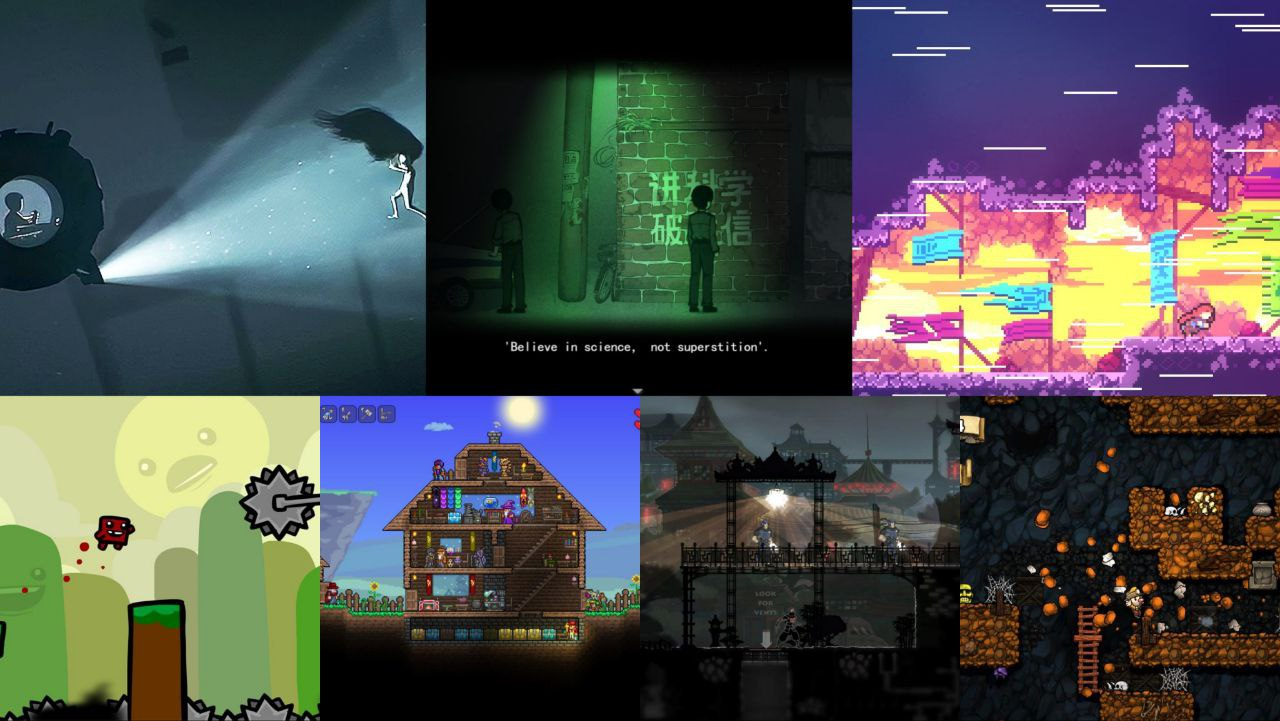 讲科学
破 信
'Believe in science, not superstition'.
LOOK
FOR
VENTS